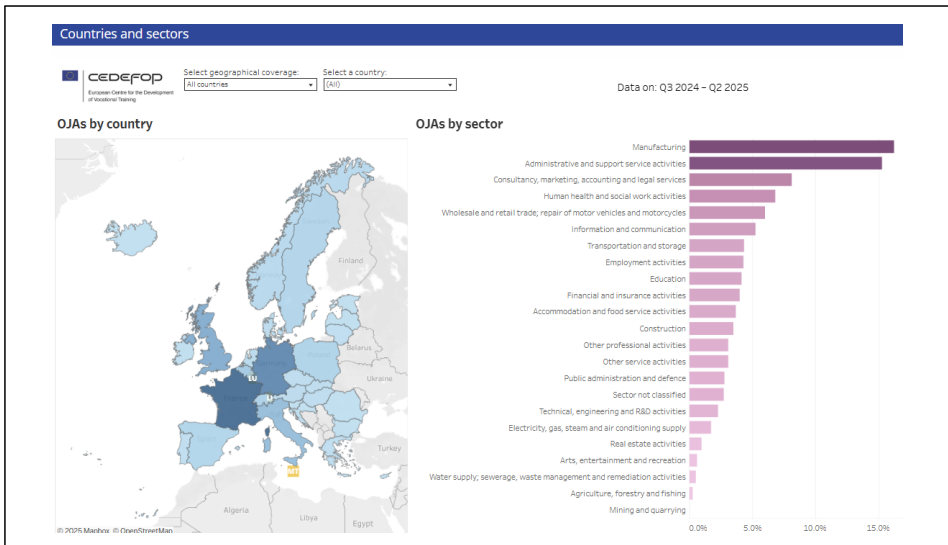 Countries and sectors
CEDEFOP
European Centre for the Development
of Vocational Training
Select geographical coverage:
All countries
Select a country:
(All)
Data on: Q3 2024 – Q2 2025
OJAs by country
OJAs by sector
Finland
Belarus
Poland
Ukraine
France
Spain
Turkey
MT
Algeria
Libya
Egypt
© 2025 Mapbox © OpenStreetMap
Manufacturing
Administrative and support service activities
Consultancy, marketing, accounting and legal services
Human health and social work activities
Wholesale and retail trade; repair of motor vehicles and motorcycles
Information and communication
Transportation and storage
Employment activities
Education
Financial and insurance activities
Accommodation and food service activities
Construction
Other professional activities
Other service activities
Public administration and defence
Sector not classified
Technical, engineering and R&D activities
Electricity, gas, steam and air conditioning supply
Real estate activities
Arts, entertainment and recreation
Water supply; sewerage, waste management and remediation activities
Agriculture, forestry and fishing
Mining and quarrying
0.0% 5.0% 10.0% 15.0%